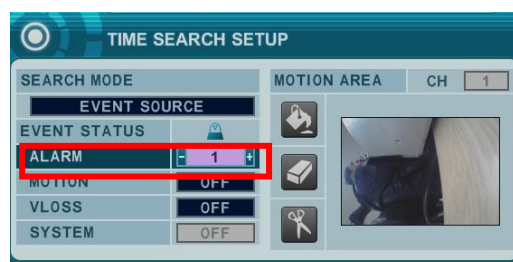 TIME SEARCH SETUP
SEARCH MODE
EVENT SOURCE
EVENT STATUS
ALARM - 1 +
MOTION OFF
VLOSS OFF
SYSTEM OFF
MOTION AREA CH 1